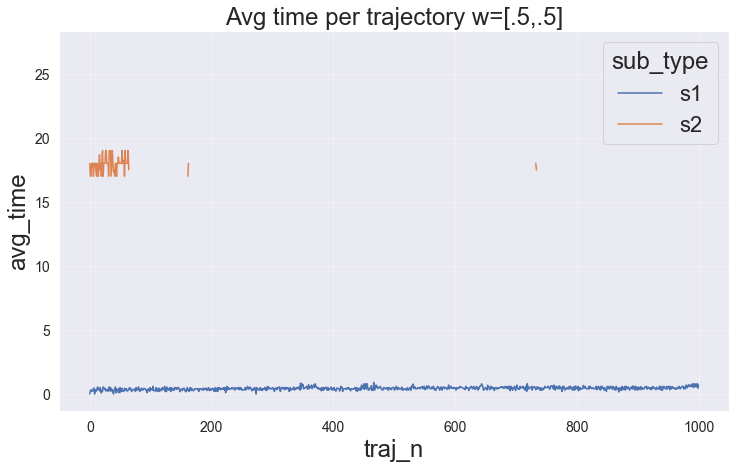 Avg time per trajectory w=[.5,.5]
sub_type
s1
s2
avg_time
25
20
15
10
5
0
0 200 400 600 800 1000
traj_n